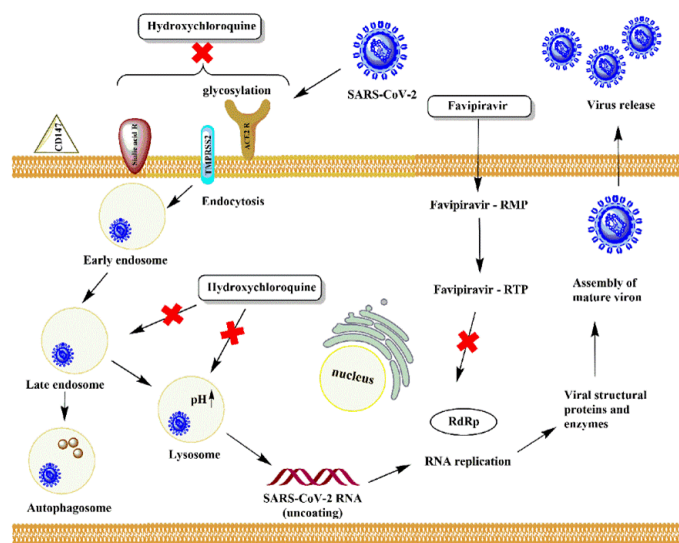 Hydroxychloroquine
glycosylation
SARS-CoV-2
Favipiravir
Virus release
CD147
Sialic acid R
TMPRSS2
ACE2 R
Endocytosis
Favipiravir - RMP
Early endosome
Hydroxychloroquine
Favipiravir - RTP
Assembly of
mature viron
nucleus
Late endosome
pH
Viral structural
proteins and
enzymes
RdRp
Lysosome
RNA replication
SARS-CoV-2 RNA
(uncoating)
Autophagosome